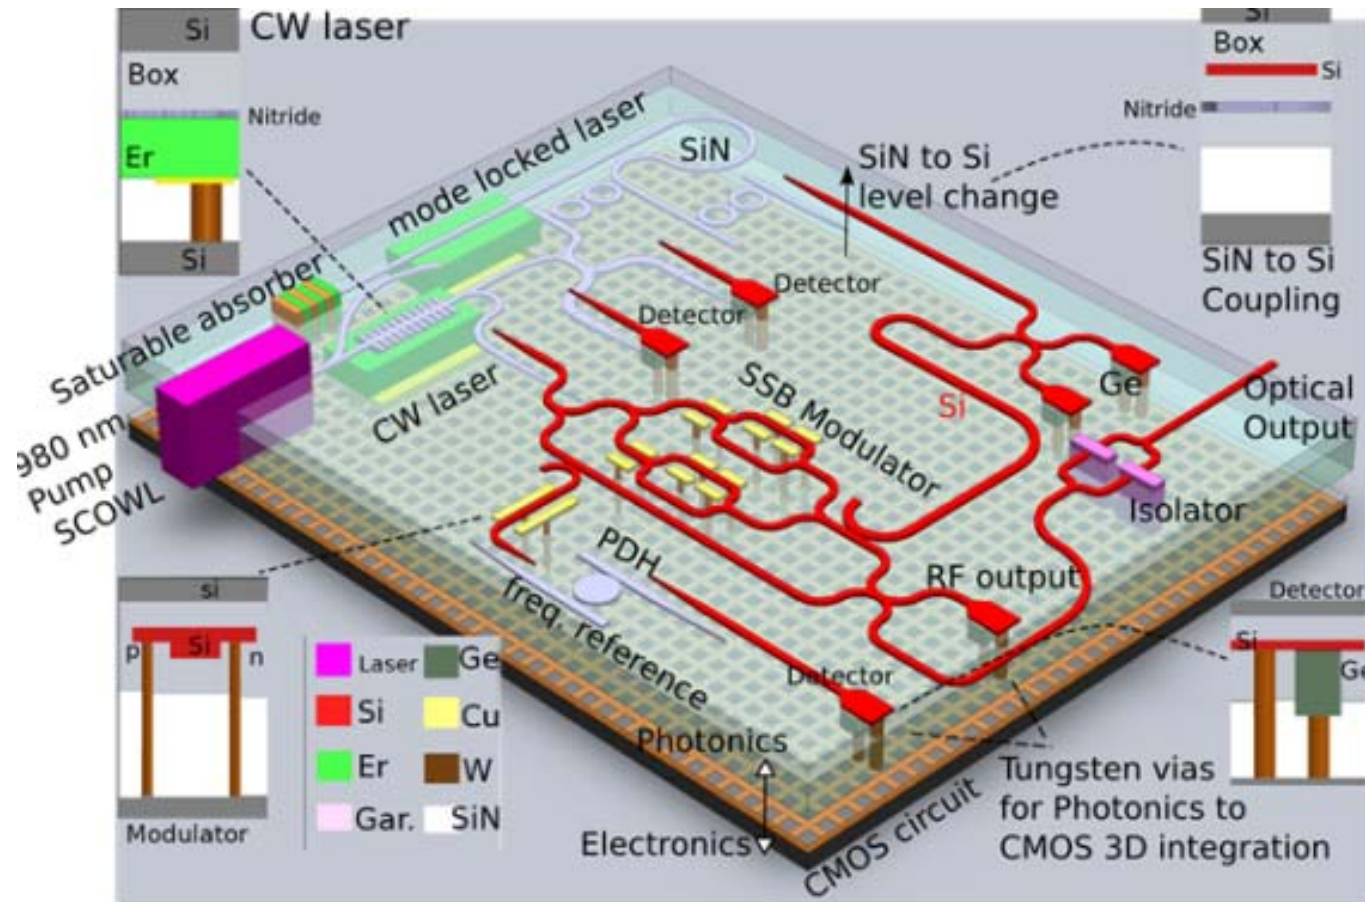 Si
CW laser
Box
Nitride
Er
Si
mode locked laser
SiN
SiN to Si
level change
Si
Box
Si
Nitride
SiN to Si
Coupling
Saturable absorber
Detector
Detector
CW laser
SSB Modulator
Si
Ge
Optical
Output
980 nm
Pump
SCOWL
Isolator
PDH
freq. reference
RF output
Detector
Photonics
Electronics
CMOS circuit
Tungsten vias
for Photonics to
CMOS 3D integration
si
p
Si
n
Modulator
Laser
Ge
Si
Cu
Er
W
Gar.
SiN
Detector
Si
Ge